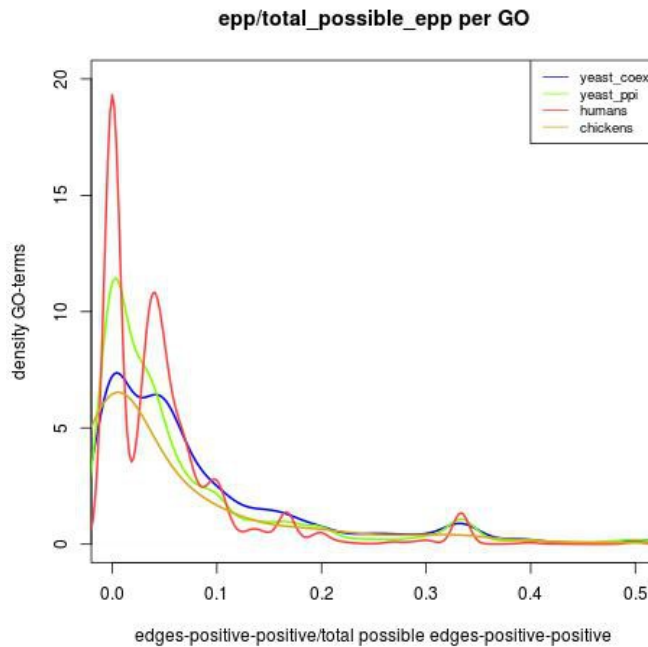 epp/total_possible_epp per GO
yeast_coex
yeast_ppi
humans
chickens
density GO-terms
20
15
10
5
0
0.0 0.1 0.2 0.3 0.4 0.5
edges-positive-positive/total possible edges-positive-positive